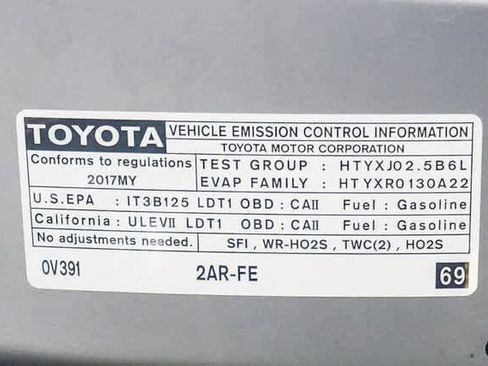 TOYOTA VEHICLE EMISSION CONTROL INFORMATION
TOYOTA MOTOR CORPORATION
Conforms to regulations TEST GROUP : HTYXJ02.5B6L
2017MY EVAP FAMILY : HTYXR0130A22
U.S.EPA : IT3B125 LDT1 OBD : CAII Fuel : Gasoline
California : ULEVII LDT1 OBD : CAII Fuel : Gasoline
No adjustments needed. SFI , WR-HO2S , TWC(2) , HO2S
0V391 2AR-FE 69